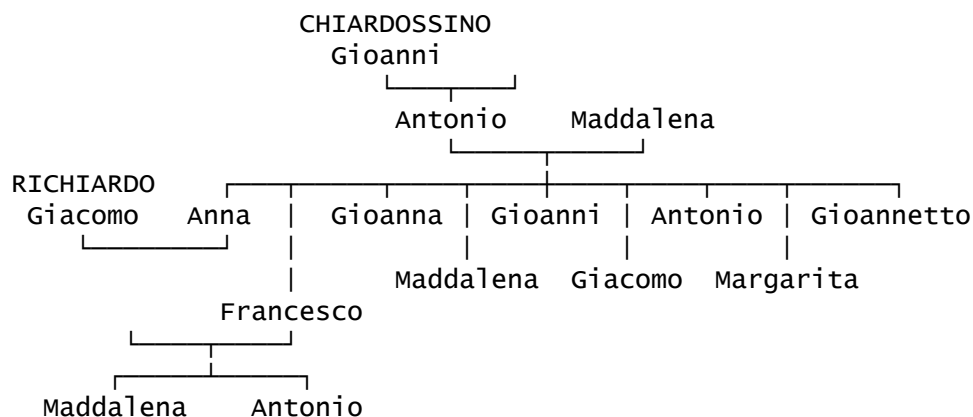 CHIARDOSSINO
Gioanni
Antonio Maddalena
RICHIARDO
Giacomo Anna Gioanna Gioanni Antonio Gioannetto
Maddalena Giacomo Margarita
Francesco
Maddalena Antonio